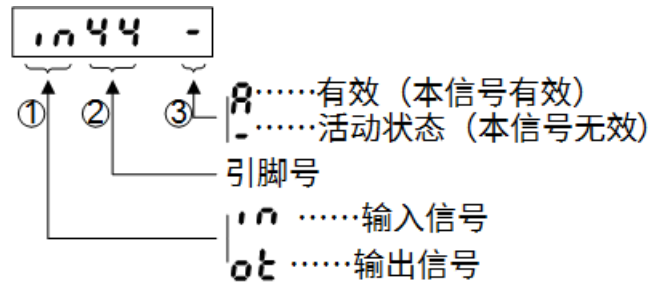 in44 -
① ② ③
A……有效（本信号有效）
-……活动状态（本信号无效）
引脚号
in ……输入信号
ot ……输出信号